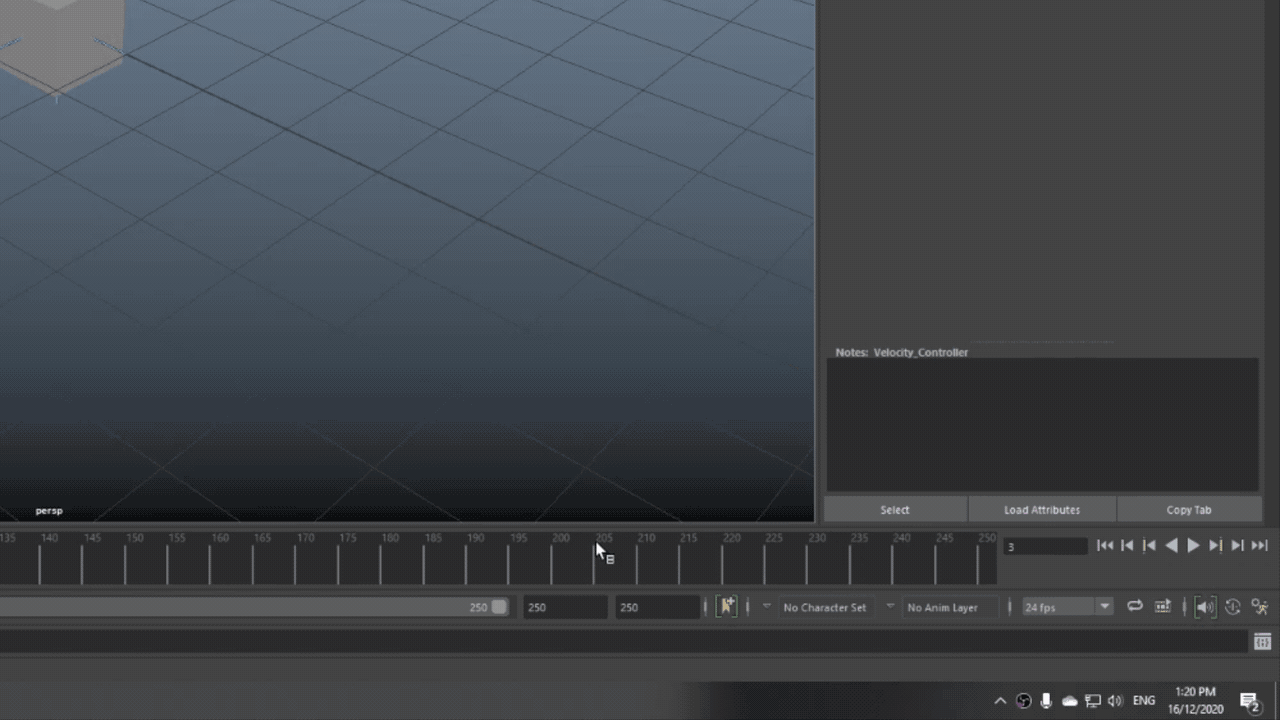 Notes: Velocity_Controller
Select Load Attributes Copy Tab
persp
135 140 145 150 155 160 165 170 175 180 185 190 195 200 205 210 215 220 225 230 235 240 245 250 3
250 250 250 No Character Set No Anim Layer 24 fps
ENG 1:20 PM
16/12/2020 2